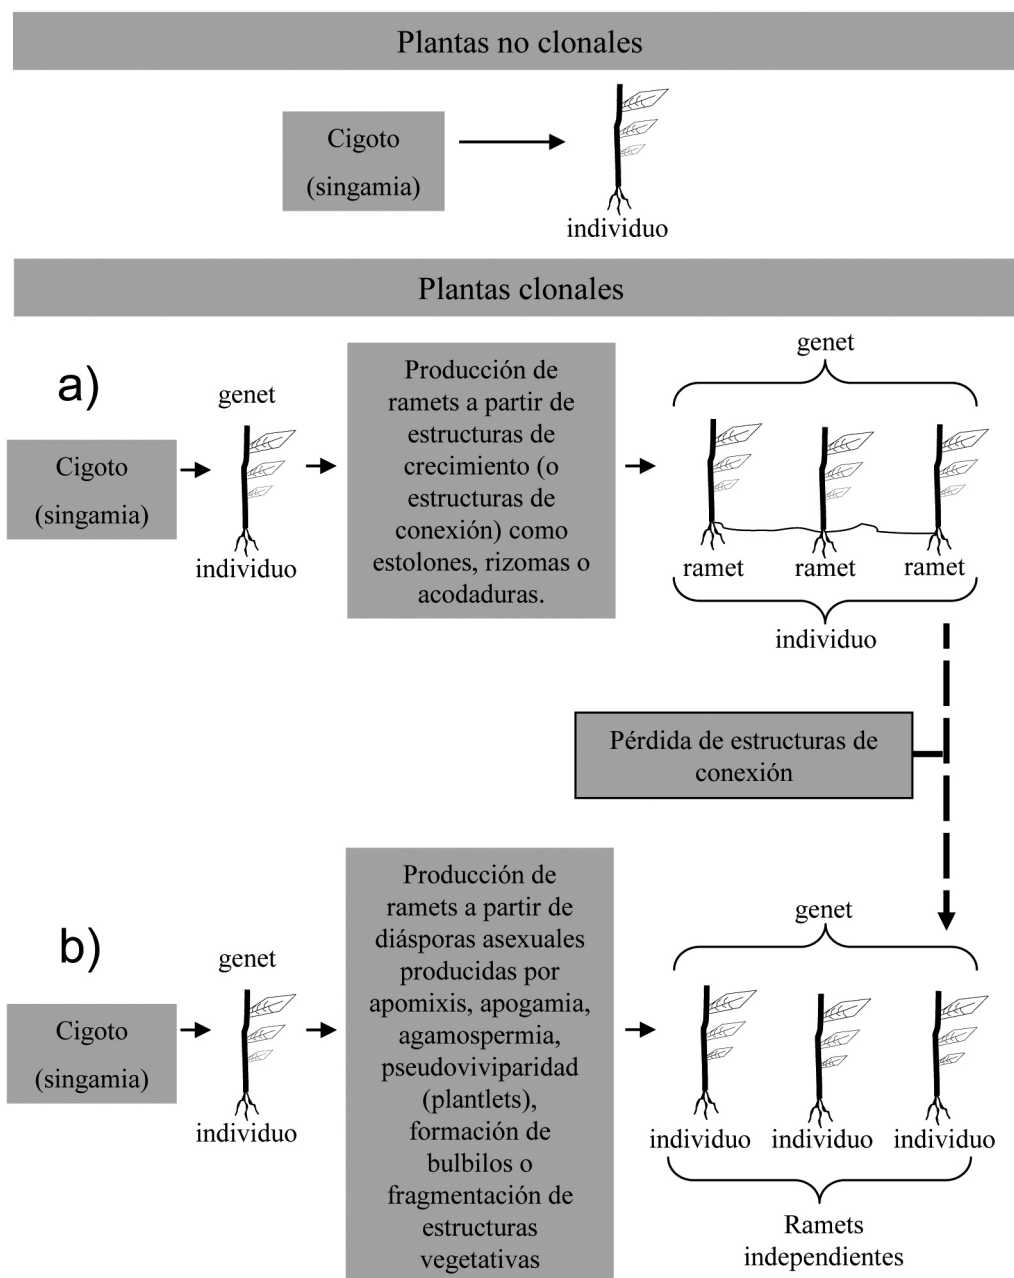 Plantas no clonales
Cigoto
(singamia)
individuo
Plantas clonales
a)
Cigoto
(singamia)
genet
individuo
Producción de
ramets a partir de
estructuras de
crecimiento (o
estructuras de
conexión) como
estolones, rizomas o
acodaduras.
genet
ramet
ramet
ramet
individuo
Pérdida de estructuras de
conexión
b)
Cigoto
(singamia)
genet
individuo
Producción de
ramets a partir de
diásporas asexuales
producidas por
apomixis, apogamia,
agamospermia,
pseudoviviparidad
(plantlets),
formación de
bulbilos o
fragmentación de
estructuras
vegetativas
genet
individuo
individuo
individuo
Ramets
independientes